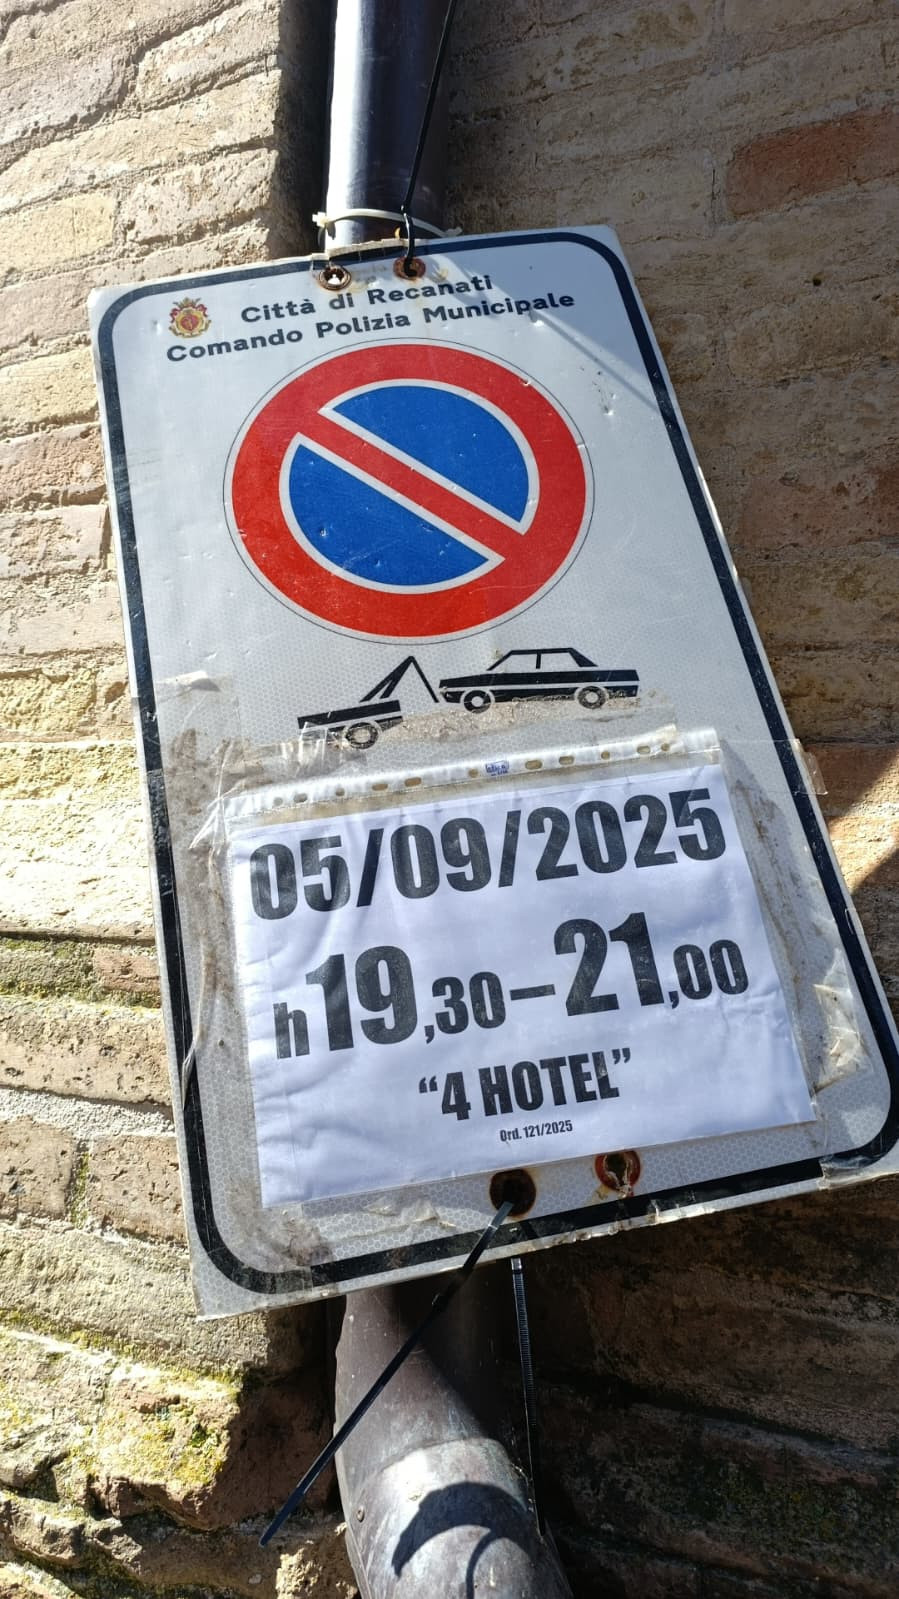 Città di Recanati
Comando Polizia Municipale
05/09/2025
h19,30–21,00
“4 HOTEL”
Ord. 121/2025